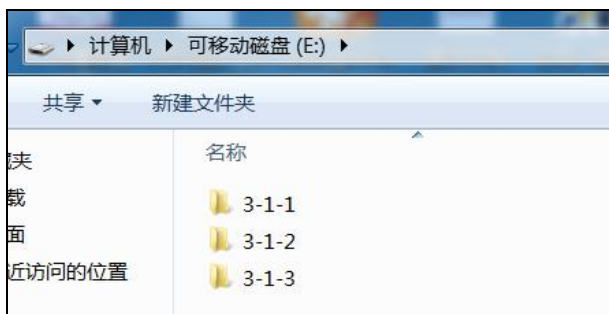 计算机 ▶ 可移动磁盘 (E:) ▶
共享 ▼ 新建文件夹
藏夹
载
面
近访问的位置
名称
3-1-1
3-1-2
3-1-3